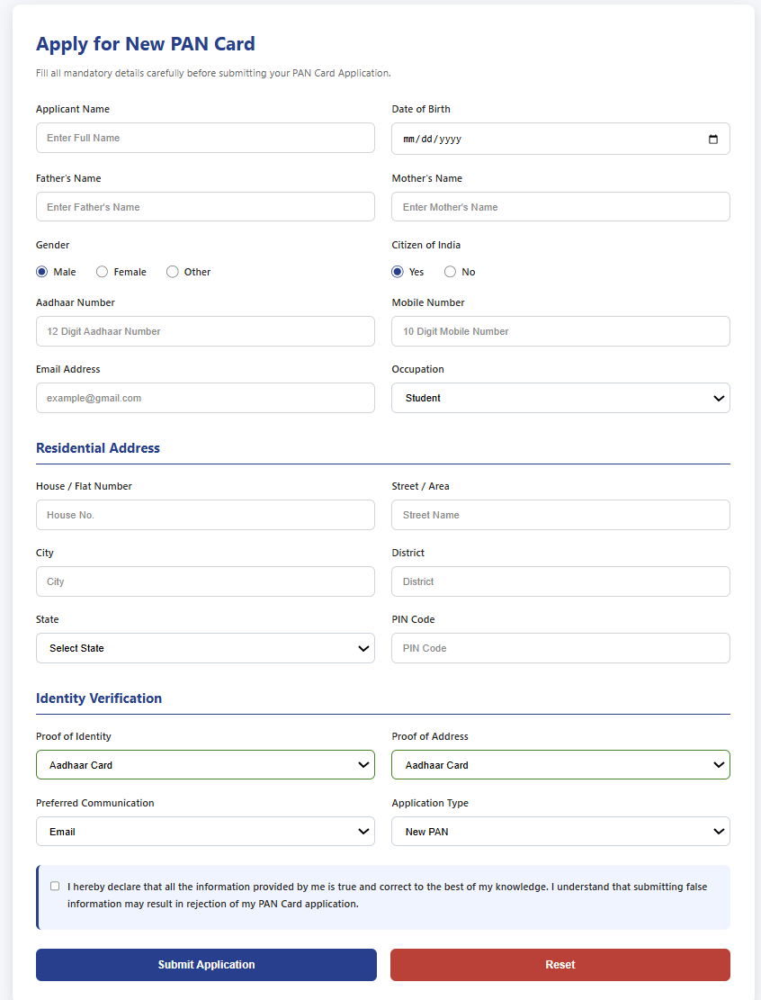 Apply for New PAN Card
Fill all mandatory details carefully before submitting your PAN Card Application.
Applicant Name
Date of Birth
Enter Full Name
mm/dd/yyyy
Father's Name
Mother's Name
Enter Father's Name
Enter Mother's Name
Gender
Citizen of India
Male Female Other
Yes No
Aadhaar Number
Mobile Number
12 Digit Aadhaar Number
10 Digit Mobile Number
Email Address
Occupation
example@gmail.com
Student
Residential Address
House / Flat Number
Street / Area
House No.
Street Name
City
District
City
District
State
PIN Code
Select State
PIN Code
Identity Verification
Proof of Identity
Proof of Address
Aadhaar Card
Aadhaar Card
Preferred Communication
Application Type
Email
New PAN
I hereby declare that all the information provided by me is true and correct to the best of my knowledge. I understand that submitting false
information may result in rejection of my PAN Card application.
Submit Application
Reset